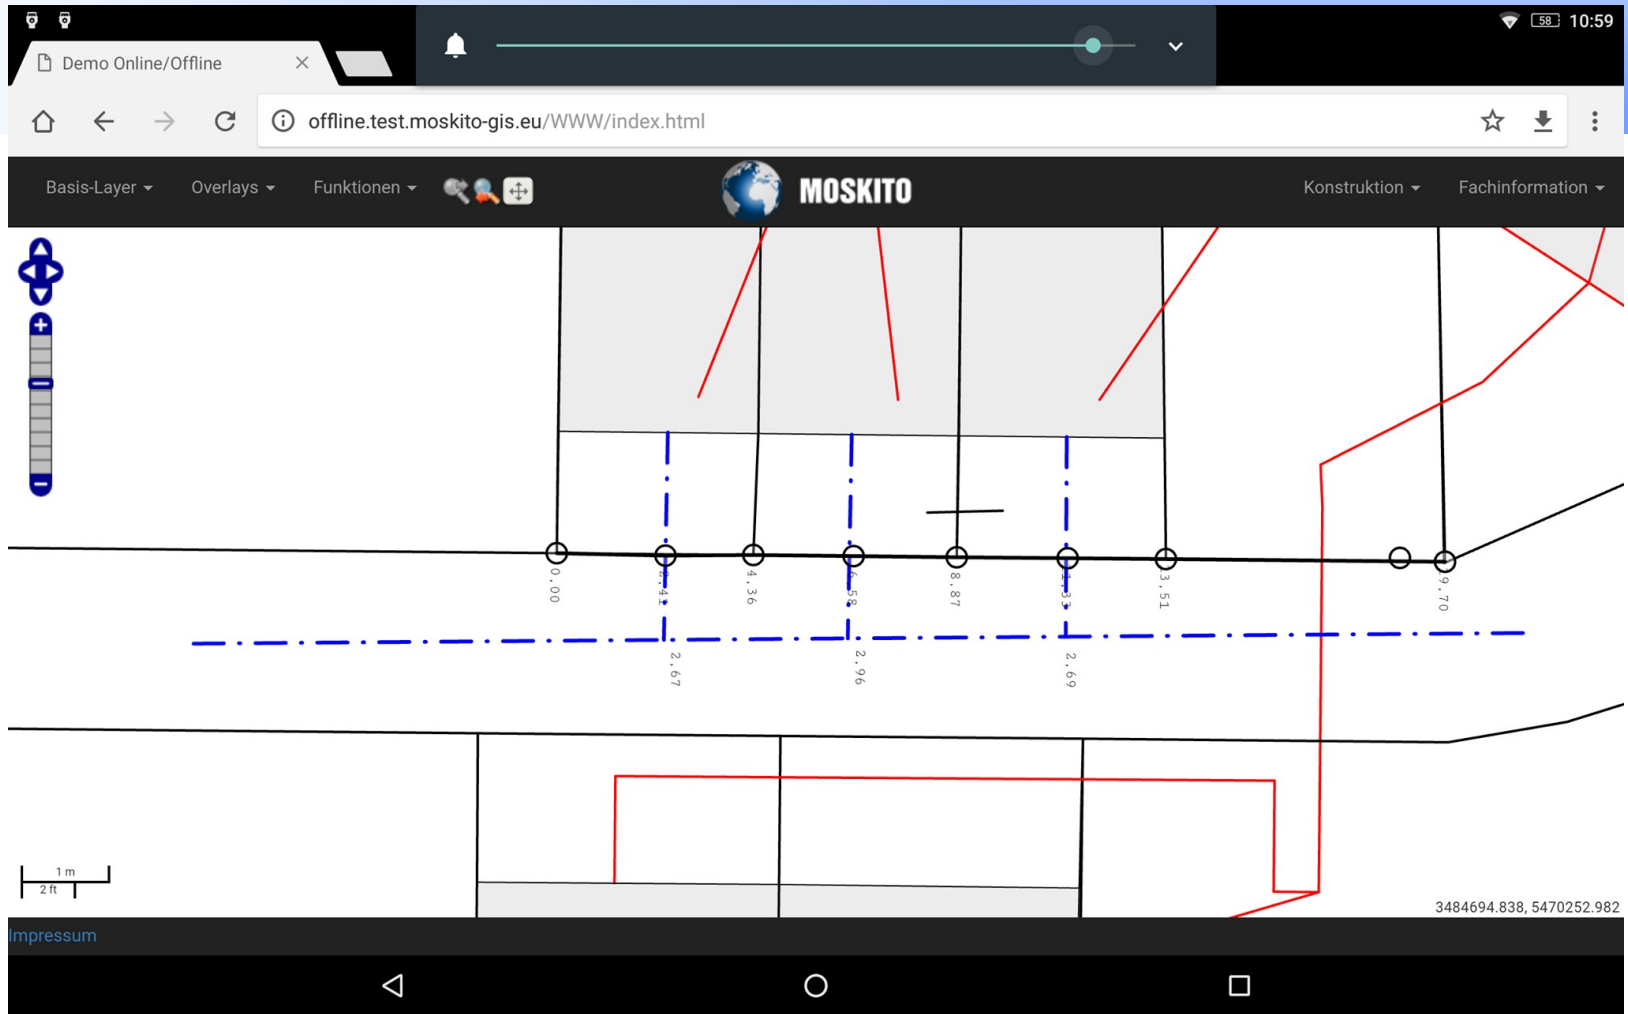 58 10:59
Demo Online/Offline
offline.test.moskito-gis.eu/WWW/index.html
Basis-Layer Overlays Funktionen MOSKITO Konstruktion Fachinformation
0,00
4,36
8,87
3,51
9,70
2,67
2,96
2,69
1 m
2 ft
3484694.838, 5470252.982
Impressum